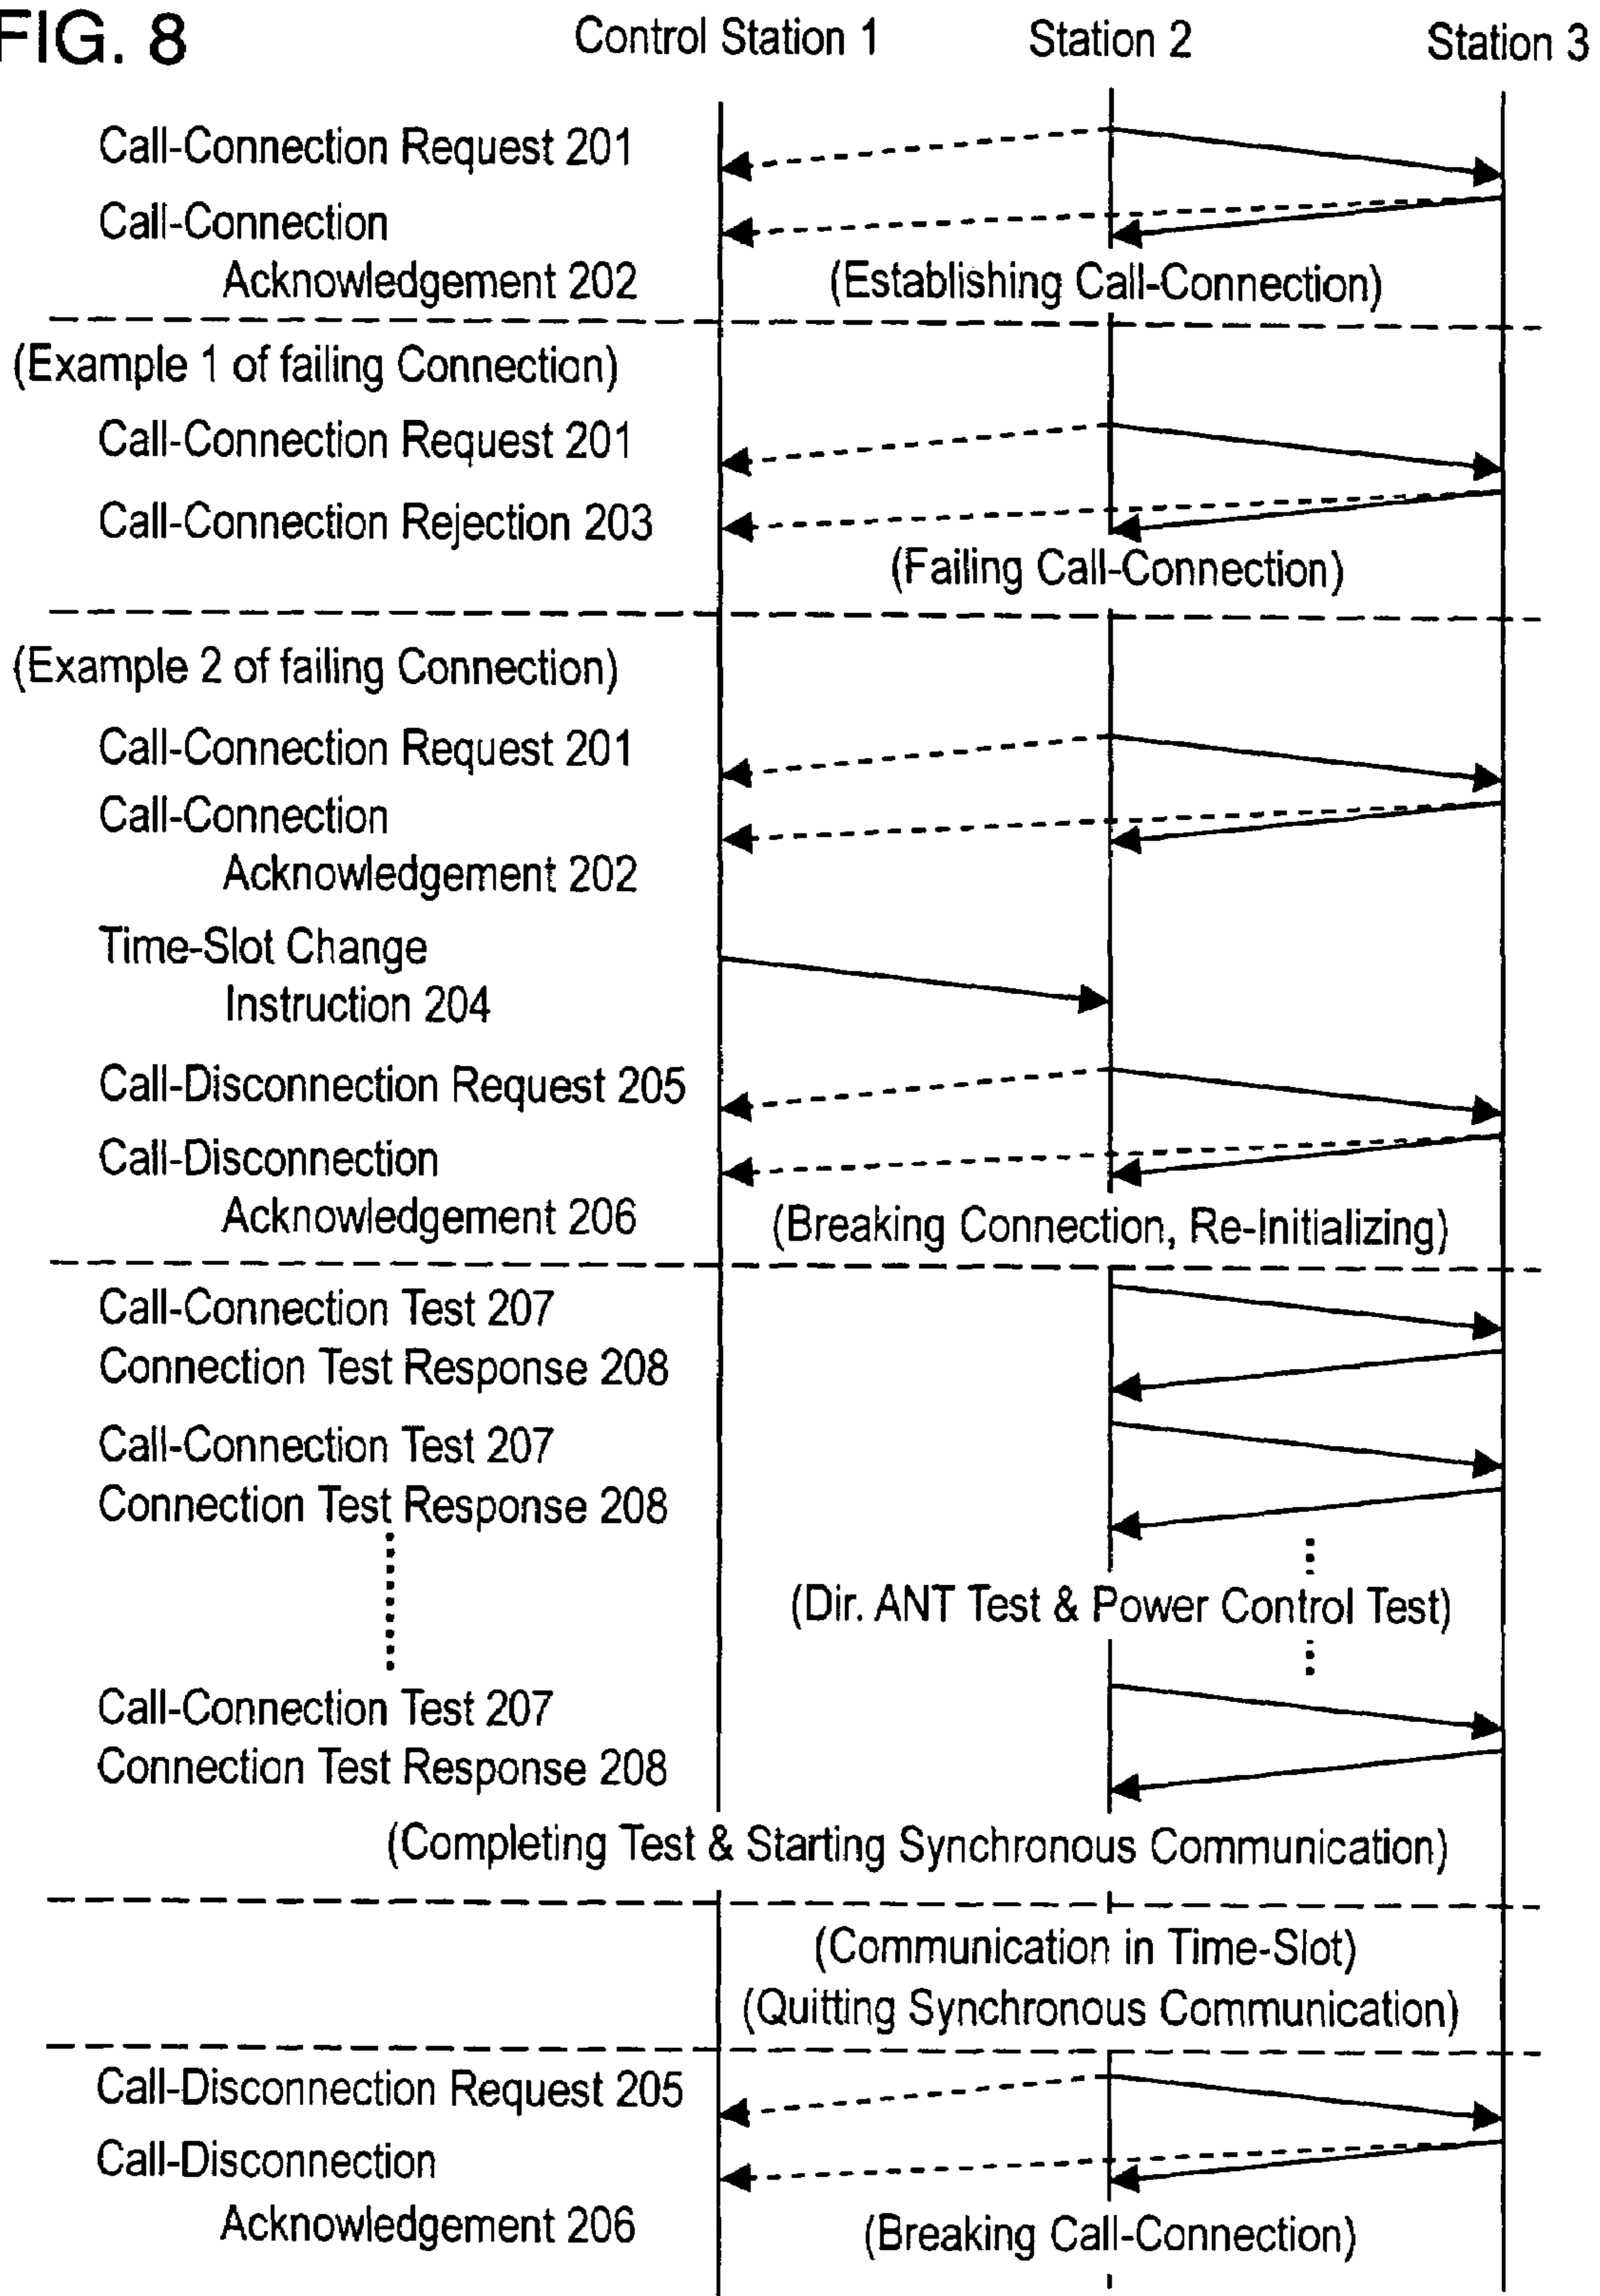 FIG. 8
Control Station 1 Station 2 Station 3
Call-Connection Request 201
Call-Connection
Acknowledgement 202
(Establishing Call-Connection)
(Example 1 of failing Connection)
Call-Connection Request 201
Call-Connection Rejection 203
(Failing Call-Connection)
(Example 2 of failing Connection)
Call-Connection Request 201
Call-Connection
Acknowledgement 202
Time-Slot Change
Instruction 204
Call-Disconnection Request 205
Call-Disconnection
Acknowledgement 206
(Breaking Connection, Re-Initializing)
Call-Connection Test 207
Connection Test Response 208
Call-Connection Test 207
Connection Test Response 208
(Dir. ANT Test & Power Control Test)
Call-Connection Test 207
Connection Test Response 208
(Completing Test & Starting Synchronous Communication)
(Communication in Time-Slot)
(Quitting Synchronous Communication)
Call-Disconnection Request 205
Call-Disconnection
Acknowledgement 206
(Breaking Call-Connection)